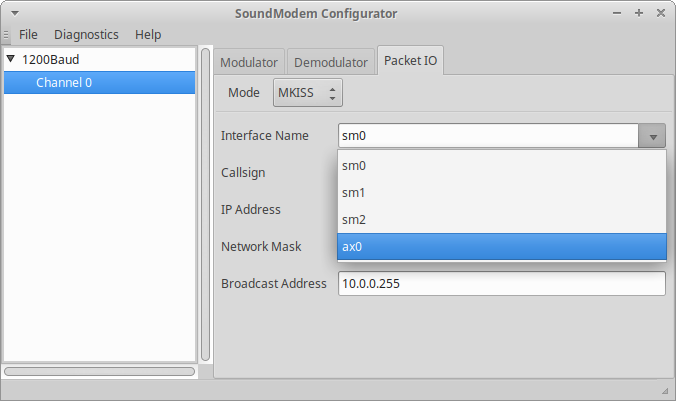 SoundModem Configurator
File Diagnostics Help
1200Baud
Channel 0
Modulator Demodulator Packet IO
Mode MKISS
Interface Name sm0
sm0
Callsign
sm1
IP Address
sm2
Network Mask ax0
Broadcast Address 10.0.0.255